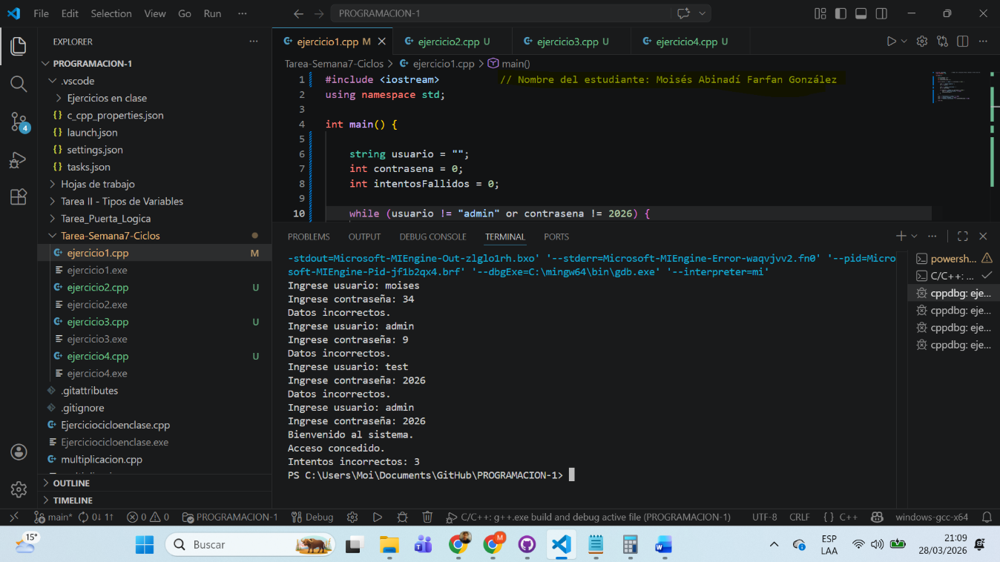 File Edit Selection View Go Run ··· PROGRAMACION-1
EXPLORER ···
PROGRAMACION-1
.vscode
Ejercicios en clase
{} c_cpp_properties.json
{} launch.json
{} settings.json
{} tasks.json
Hojas de trabajo
Tarea II - Tipos de Variables
Tarea_Puerta_Logica
Tarea-Semana7-Ciclos
ejercicio1.cpp M
ejercicio1.exe
ejercicio2.cpp U
ejercicio2.exe
ejercicio3.cpp U
ejercicio3.exe
ejercicio4.cpp U
ejercicio4.exe
.gitattributes
.gitignore
Ejerciciocicloenclase.cpp
Ejerciciocicloenclase.exe
multiplicacion.cpp
OUTLINE
TIMELINE
4
ejercicio1.cpp M ejercicio2.cpp U ejercicio3.cpp U ejercicio4.cpp U
Tarea-Semana7-Ciclos > ejercicio1.cpp > main()
1 #include <iostream> // Nombre del estudiante: Moisés Abinadí Farfan González
2 using namespace std;
3
4 int main() {
5
6 string usuario = "";
7 int contrasena = 0;
8 int intentosFallidos = 0;
9
10 while (usuario != "admin" or contrasena != 2026) {
PROBLEMS OUTPUT DEBUG CONSOLE TERMINAL PORTS
-stdout=Microsoft-MIEngine-Out-zlglo1rh.bxo' '--stderr=Microsoft-MIEngine-Error-waqvjvv2.fn0' '--pid=Micro
soft-MIEngine-Pid-jf1b2qx4.brf' '--dbgExe=C:\mingw64\bin\gdb.exe' '--interpreter=mi'
Ingrese usuario: moises
Ingrese contraseña: 34
Datos incorrectos.
Ingrese usuario: admin
Ingrese contraseña: 9
Datos incorrectos.
Ingrese usuario: test
Ingrese contraseña: 2026
Datos incorrectos.
Ingrese usuario: admin
Ingrese contraseña: 2026
Bienvenido al sistema.
Acceso concedido.
Intentos incorrectos: 3
PS C:\Users\Moi\Documents\GitHub\PROGRAMACION-1>
powersh...
C/C++: ...
cppdbg: eje...
cppdbg: eje...
cppdbg: eje...
cppdbg: eje...
main* 0↓ 1↑ 0 0 PROGRAMACION-1 Debug C/C++: g++.exe build and debug active file (PROGRAMACION-1) UTF-8 CRLF {} C++ windows-gcc-x64
15° Buscar ESP 21:09
LAA 28/03/2026